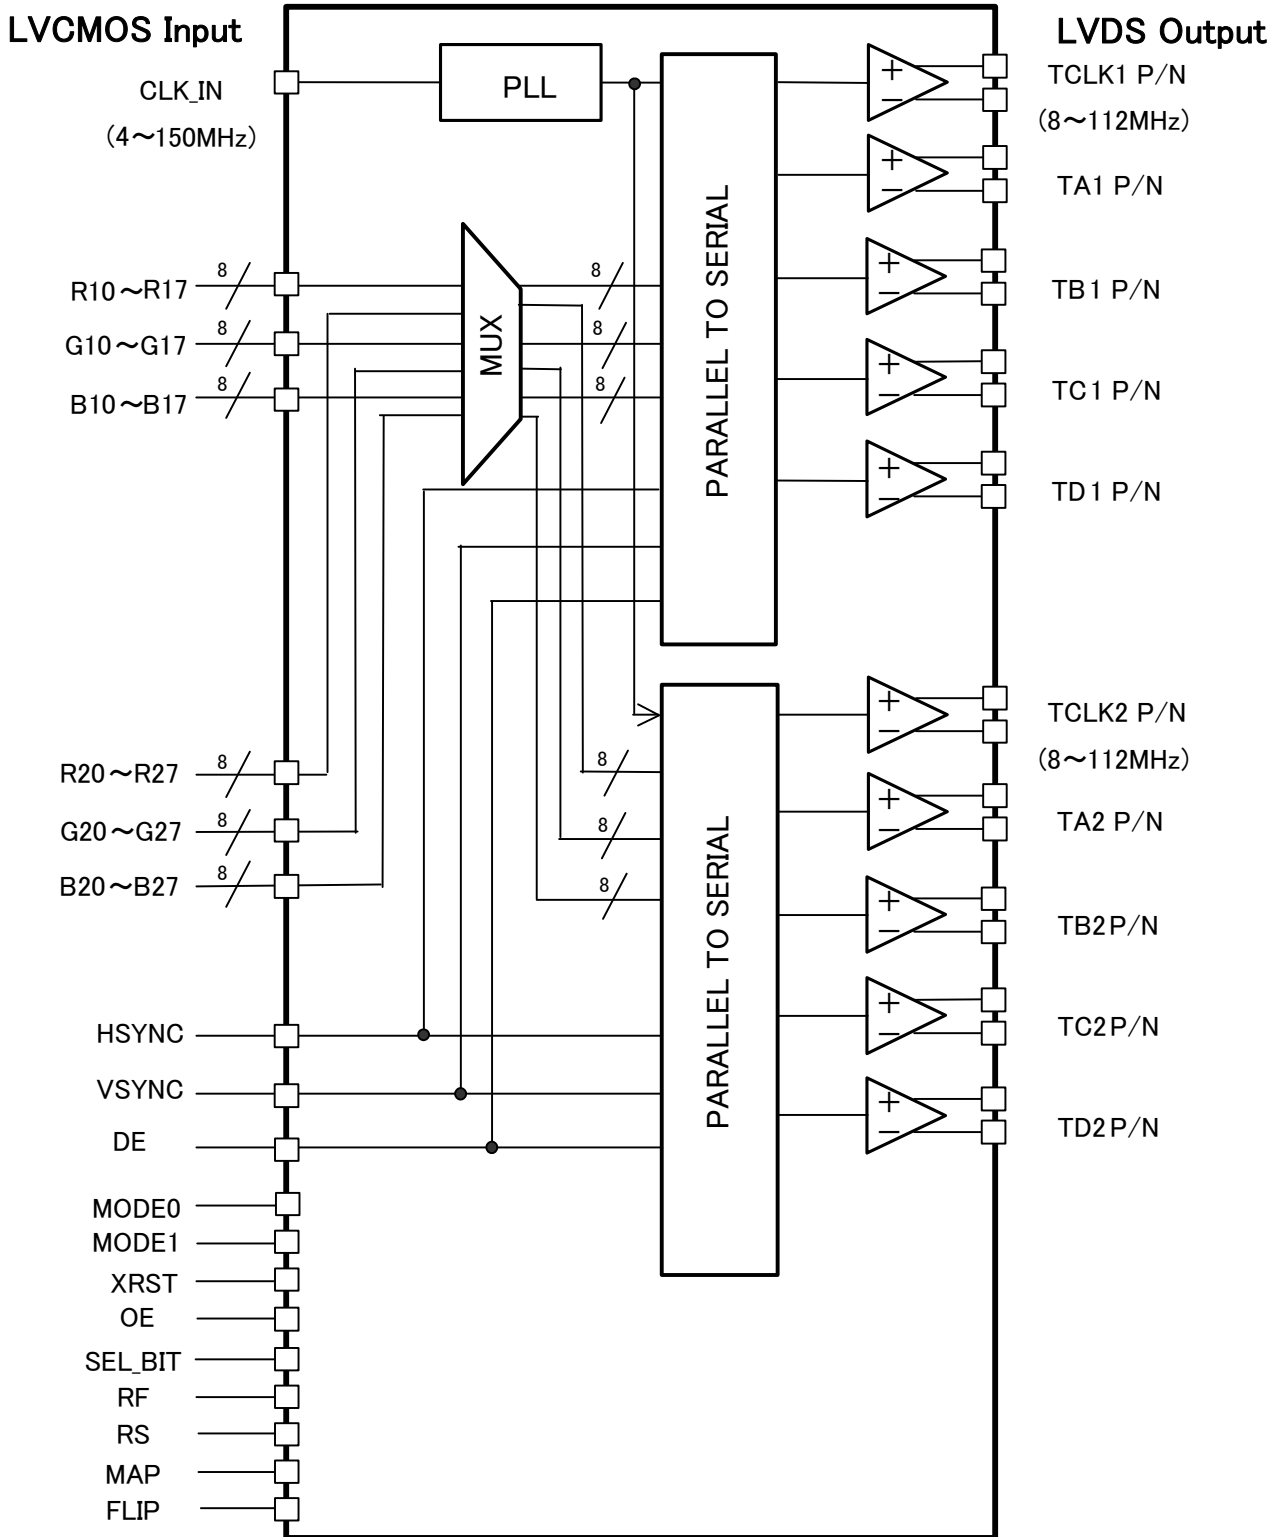 LVCMOS Input
LVDS Output
CLK_IN
(4～150MHz)
PLL
R10～R17
8
G10～G17
8
B10～B17
8
MUX
8
8
8
PARALLEL TO SERIAL
+
−
TCLK1 P/N
(8～112MHz)
+
−
TA1 P/N
+
−
TB1 P/N
+
−
TC1 P/N
+
−
TD1 P/N
R20～R27
8
G20～G27
8
B20～B27
8
8
8
8
HSYNC
VSYNC
DE
PARALLEL TO SERIAL
+
−
TCLK2 P/N
(8～112MHz)
+
−
TA2 P/N
+
−
TB2P/N
+
−
TC2P/N
+
−
TD2P/N
MODE0
MODE1
XRST
OE
SEL_BIT
RF
RS
MAP
FLIP